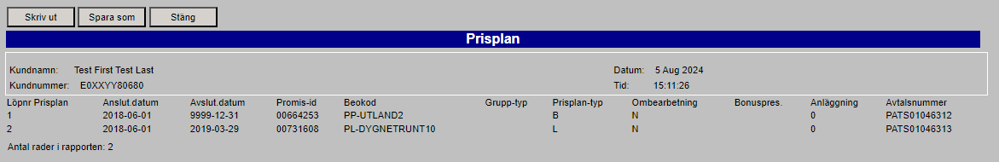 Skriv ut Spara som Stäng
Prisplan
Kundnamn: Test First Test Last Datum: 5 Aug 2024
Kundnummer: E0XXYY80680 Tid: 15:11:26
Löpnr Prisplan Anslut.datum Avslut.datum Promis-id Beokod Grupp-typ Prisplan-typ Ombearbetning Bonuspres. Anläggning Avtalsnummer
1 2018-06-01 9999-12-31 00664253 PP-UTLAND2 B N 0 PATS01046312
2 2018-06-01 2019-03-29 00731608 PL-DYGNETRUNT10 L N 0 PATS01046313
Antal rader i rapporten: 2